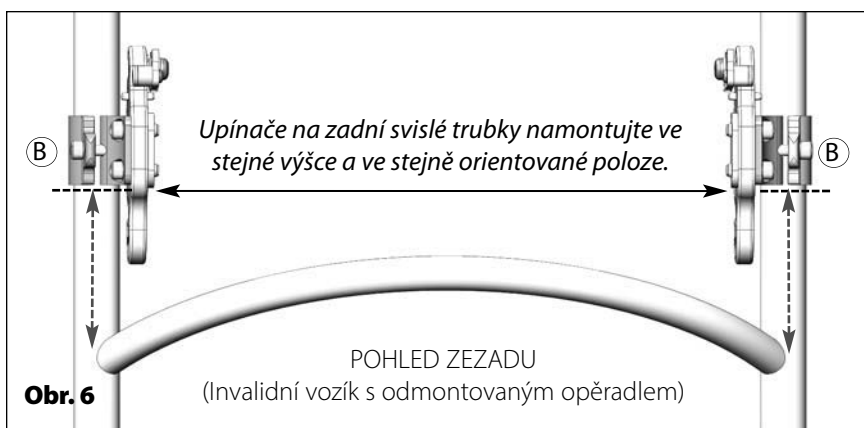 B
Upínače na zadní svislé trubky namontujte ve
stejné výšce a ve stejně orientované poloze.
B
POHLED ZEZADU
(Invalidní vozík s odmontovaným opěradlem)
Obr. 6